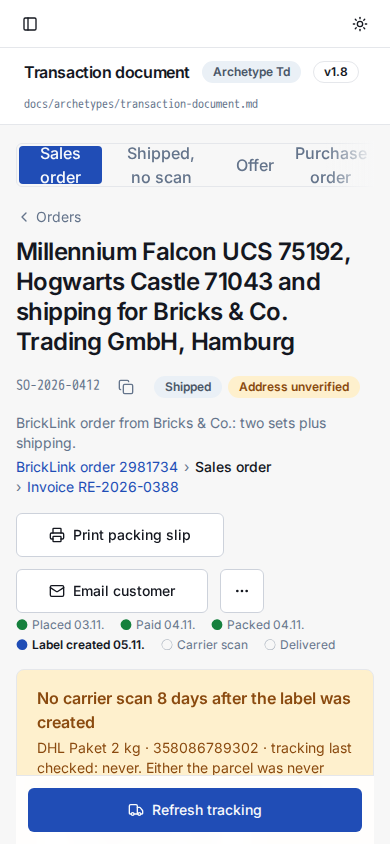 Transaction document
Archetype Td
v1.8
docs/archetypes/transaction-document.md
Sales
order
Shipped,
no scan
Offer
Purchase
order
Orders
Millennium Falcon UCS 75192,
Hogwarts Castle 71043 and
shipping for Bricks & Co.
Trading GmbH, Hamburg
SO-2026-0412
Shipped
Address unverified
BrickLink order from Bricks & Co.: two sets plus
shipping.
BrickLink order 2981734 › Sales order
› Invoice RE-2026-0388
Print packing slip
Email customer
...
Placed 03.11.
Paid 04.11.
Packed 04.11.
Label created 05.11.
Carrier scan
Delivered
No carrier scan 8 days after the label was
created
DHL Paket 2 kg · 358086789302 · tracking last
checked: never. Either the parcel was never
Refresh tracking